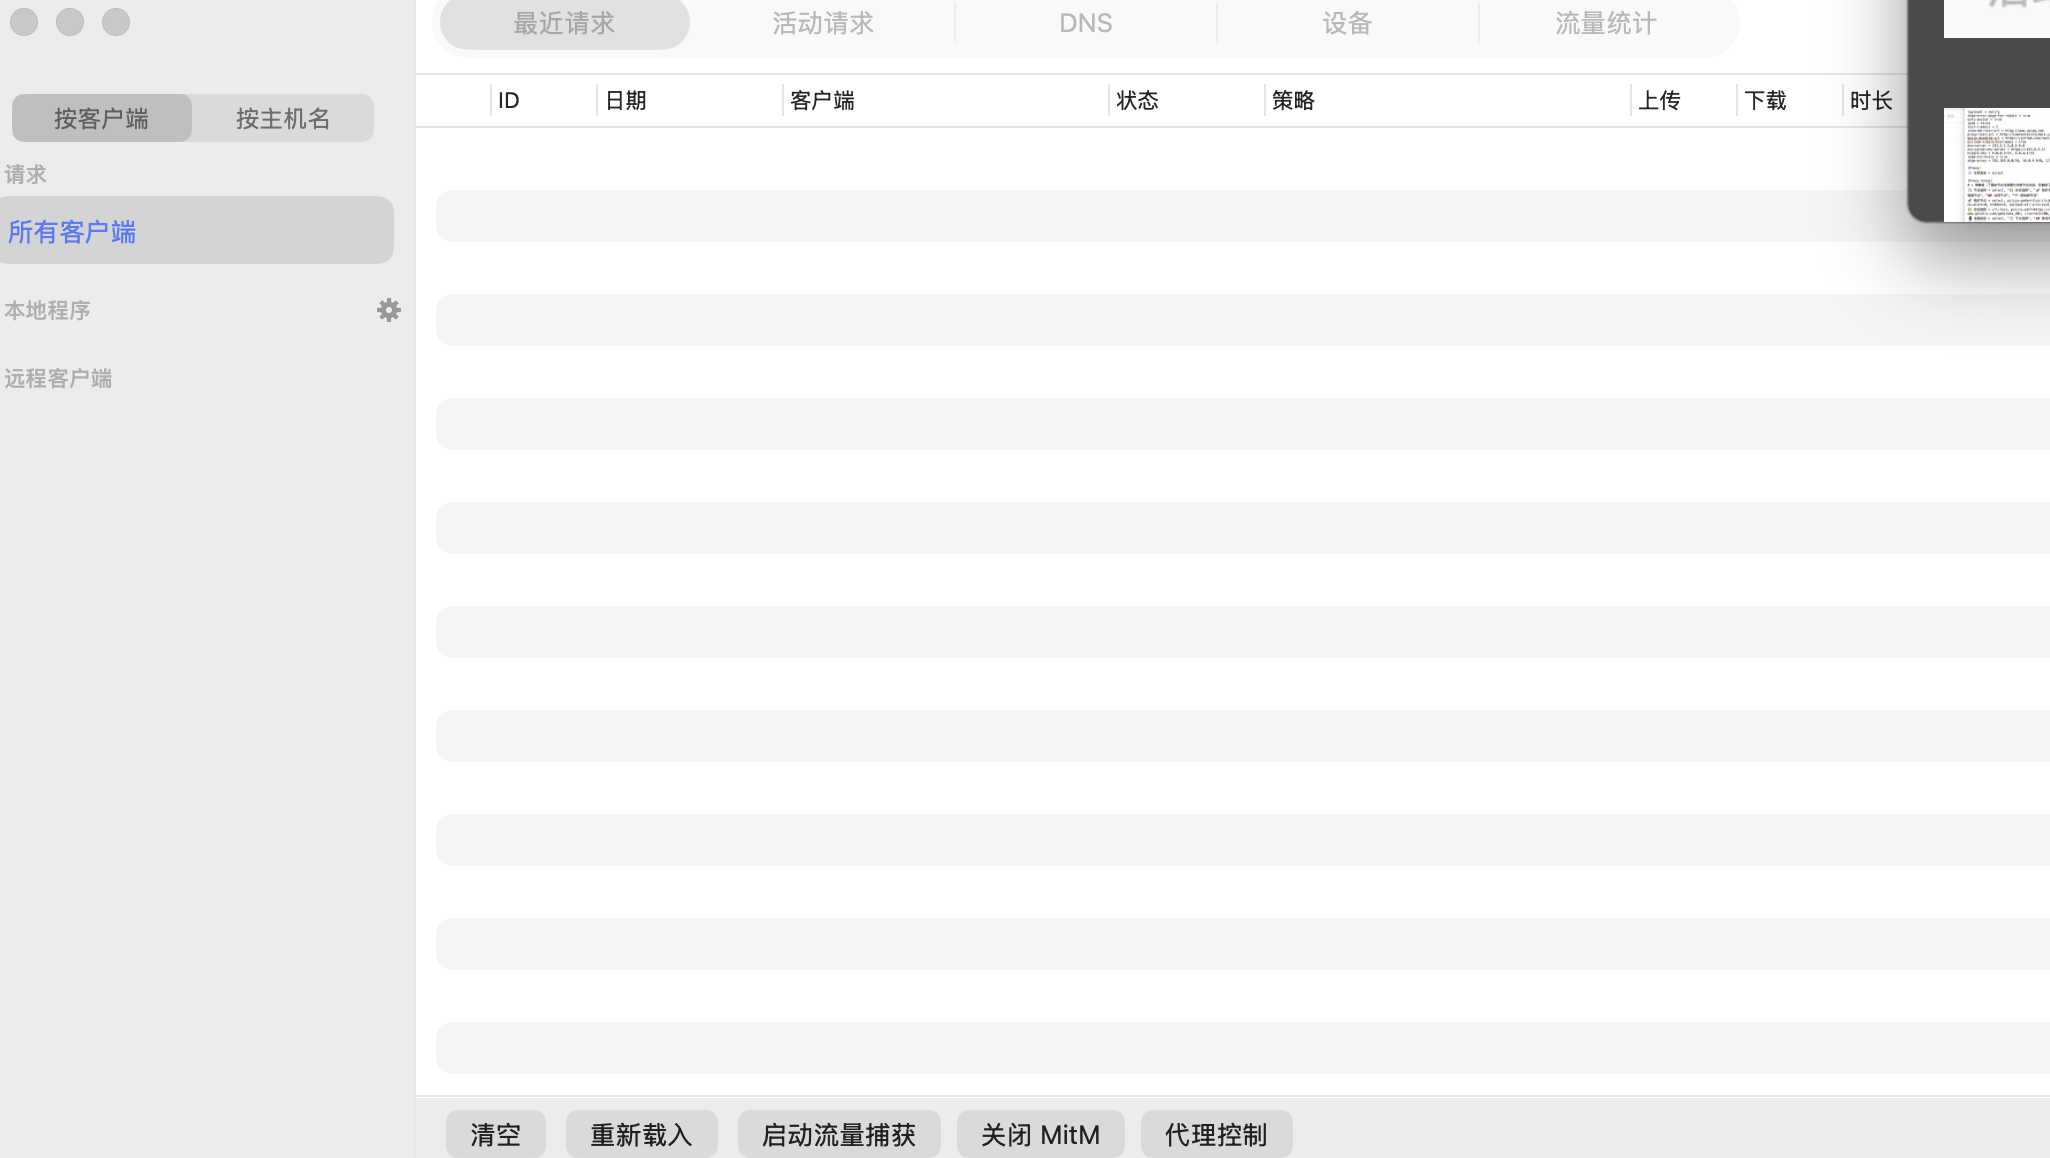 最近请求 活动请求 DNS 设备 流量统计
按客户端 按主机名
请求
所有客户端
本地程序
远程客户端
ID 日期 客户端 状态 策略 上传 下载 时长
清空 重新载入 启动流量捕获 关闭 MitM 代理控制